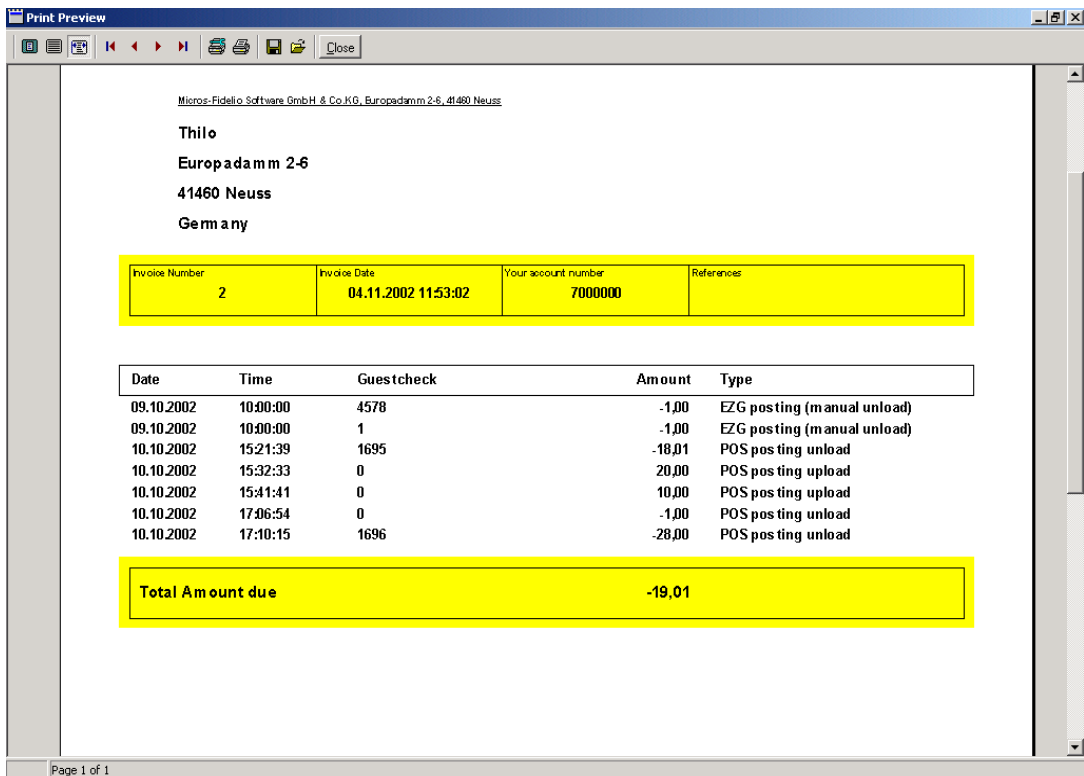 Print Preview
Close
Micros-Fidelio Software GmbH & Co.KG, Europadamm 2-6, 41460 Neuss
Thilo
Europadamm 2-6
41460 Neuss
Germany
Invoice Number Invoice Date Your account number References
2 04.11.2002 11:53:02 7000000
Date Time Guestcheck Amount Type
09.10.2002 10:00:00 4578 -1,00 EZG posting (manual unload)
09.10.2002 10:00:00 1 -1,00 EZG posting (manual unload)
10.10.2002 15:21:39 1695 -18,01 POS posting unload
10.10.2002 15:32:33 0 20,00 POS posting upload
10.10.2002 15:41:41 0 10,00 POS posting upload
10.10.2002 17:06:54 0 -1,00 POS posting unload
10.10.2002 17:10:15 1696 -28,00 POS posting unload
Total Amount due -19,01
Page 1 of 1